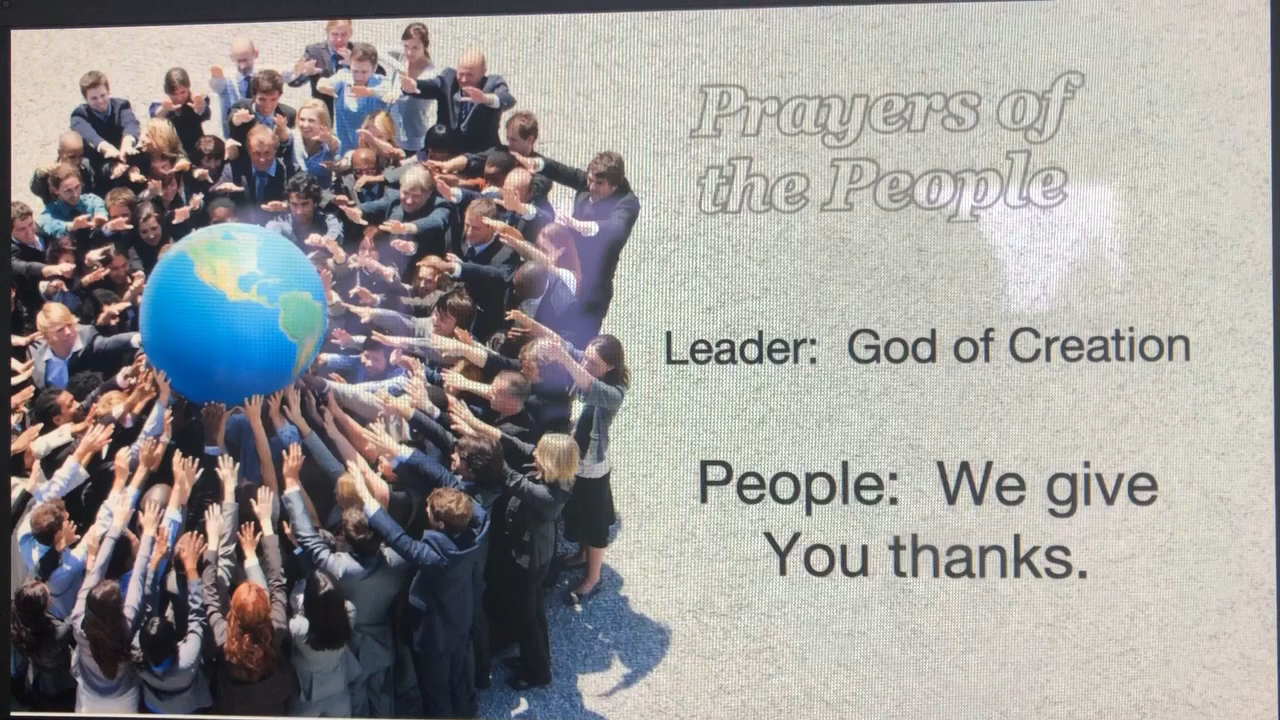 Prayers of
the People
Leader: God of Creation
People: We give
You thanks.